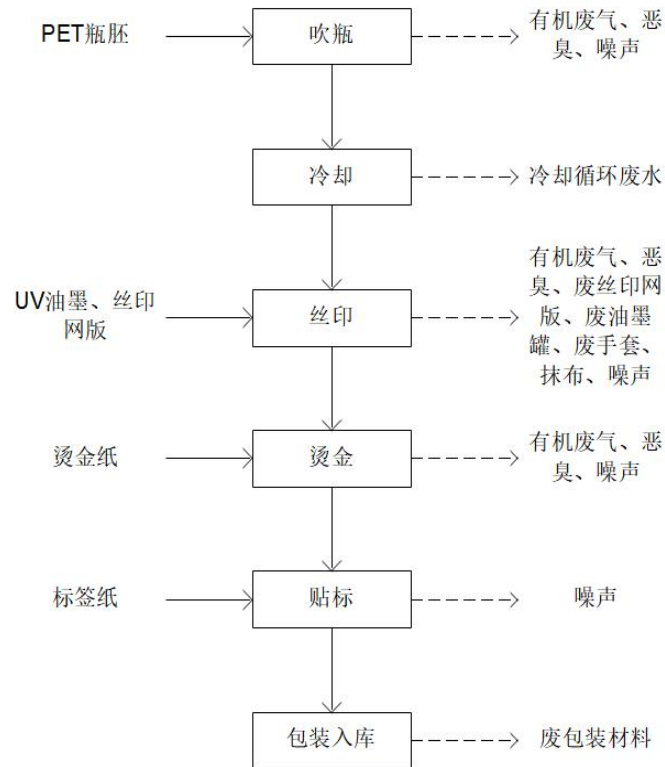 PET瓶胚
吹瓶
有机废气、恶
臭、噪声
冷却
冷却循环废水
UV油墨、丝印
网版
丝印
有机废气、恶
臭、废丝印网
版、废油墨
罐、废手套、
抹布、噪声
烫金纸
烫金
有机废气、恶
臭、噪声
标签纸
贴标
噪声
包装入库
废包装材料